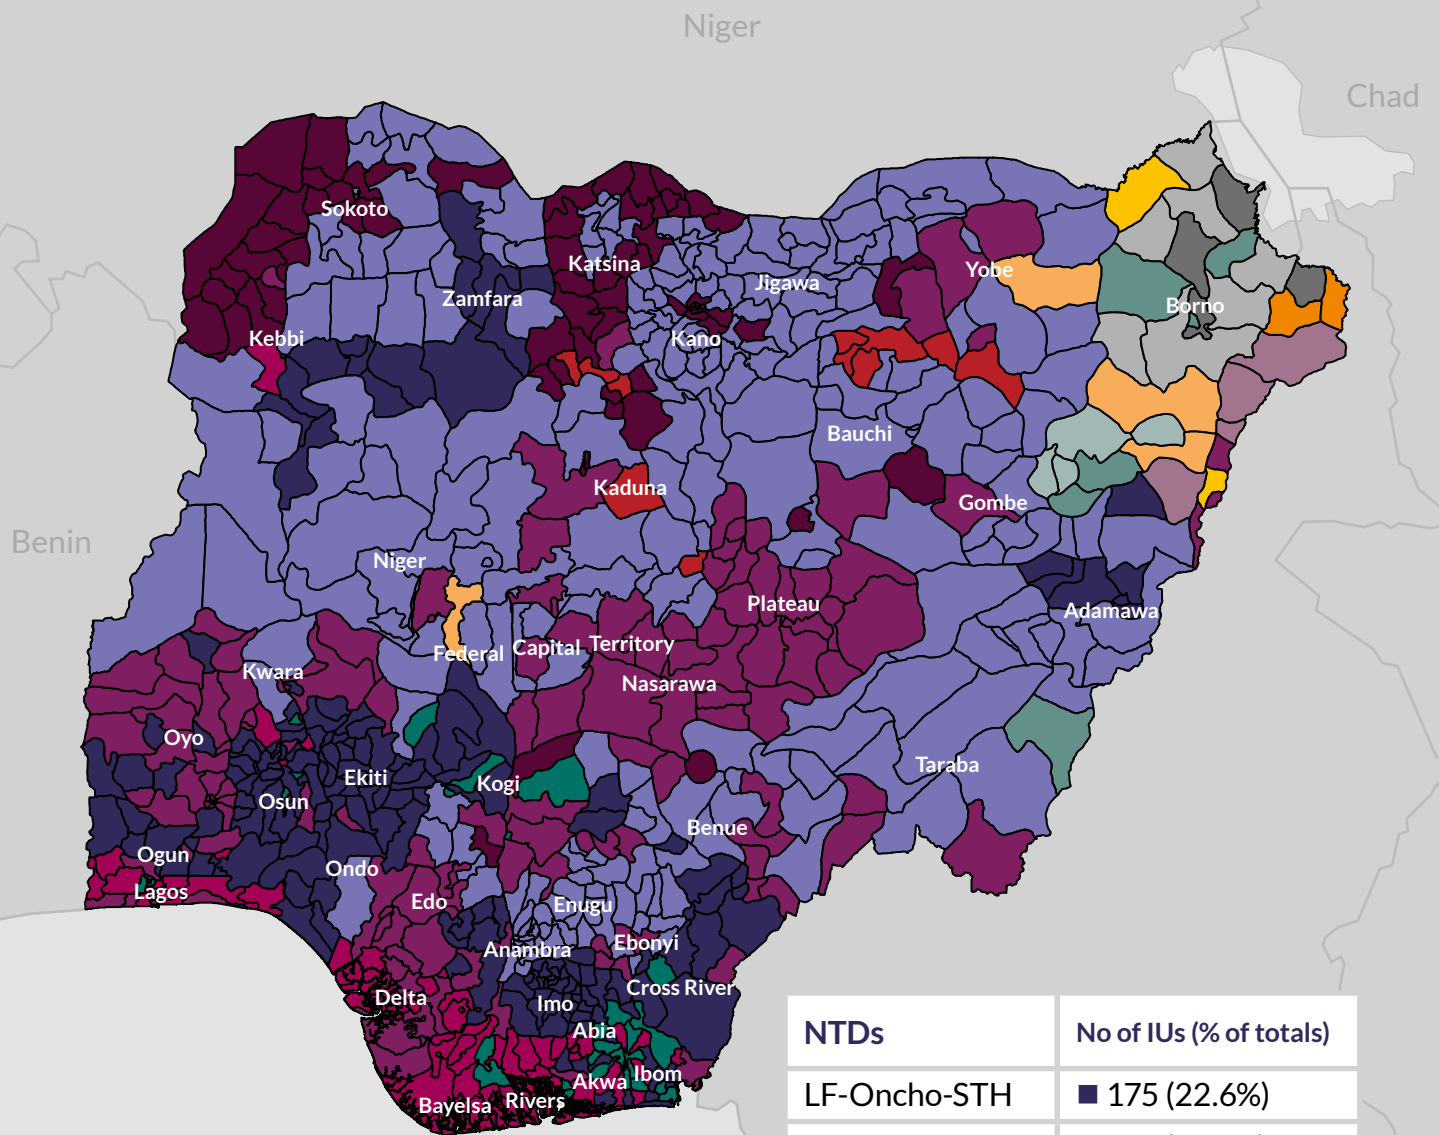 Niger
Chad
Sokoto
Katsina
Zamfara
Jigawa
Yobe
Borno
Kebbi
Kano
Bauchi
Kaduna
Gombe
Benin
Niger
Plateau
Adamawa
Federal Capital Territory
Kwara
Nasarawa
Oyo
Taraba
Ekiti
Kogi
Osun
Benue
Ogun
Ondo
Lagos
Edo
Enugu
Anambra
Ebonyi
Delta
Imo
Cross River
Abia
Akwa Ibom
Bayelsa
Rivers
NTDs No of IUs (% of totals)
LF-Oncho-STH ■ 175 (22.6%)